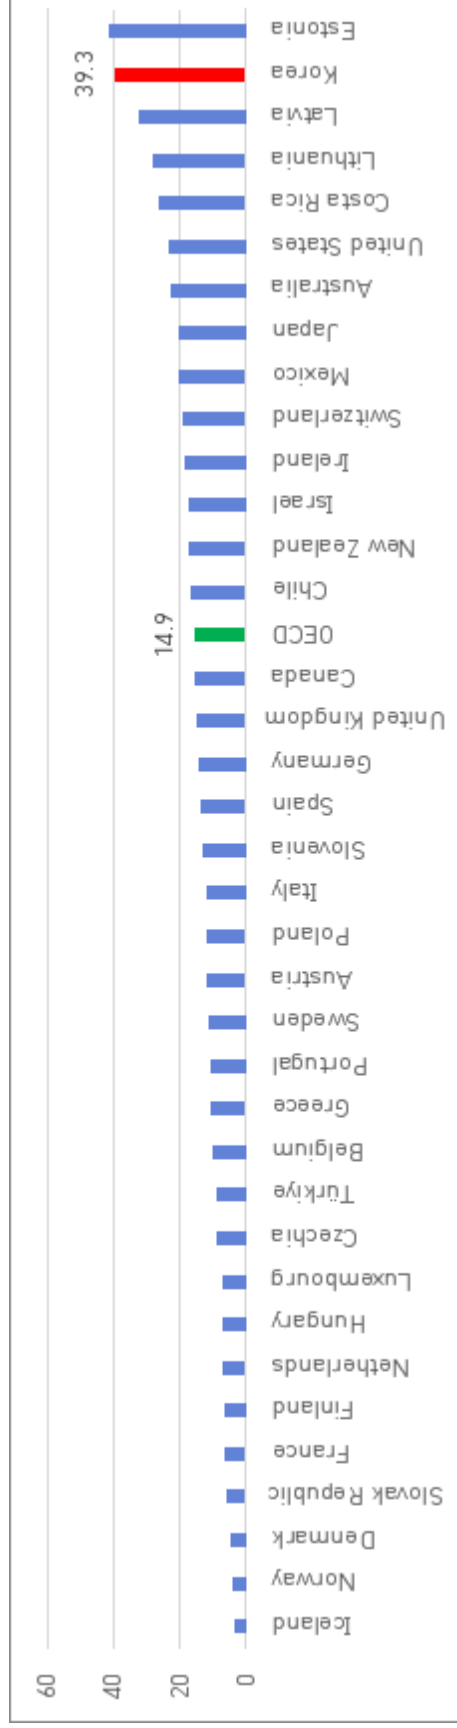 60
40
20
0
39.3
14.9
Estonia
Korea
Latvia
Lithuania
Costa Rica
United States
Australia
Japan
Mexico
Switzerland
Ireland
Israel
New Zealand
Chile
OECD
Canada
United Kingdom
Germany
Spain
Slovenia
Italy
Poland
Austria
Sweden
Portugal
Greece
Belgium
Türkiye
Czechia
Luxembourg
Hungary
Netherlands
Finland
France
Slovak Republic
Denmark
Norway
Iceland